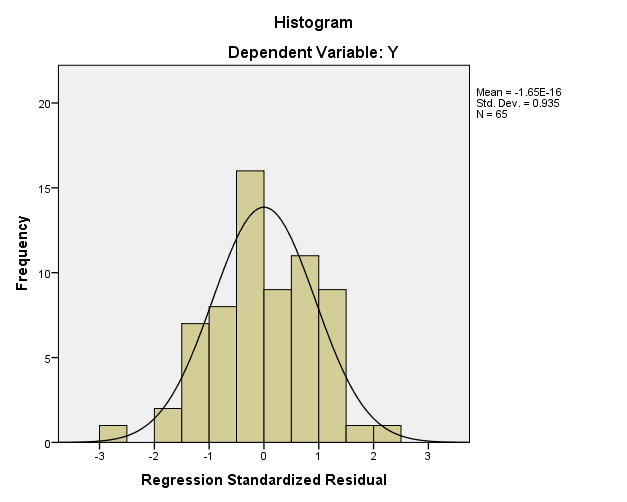 Histogram
Dependent Variable: Y
Mean = -1.65E-16
Std. Dev. = 0.935
N = 65
Frequency
20
15
10
5
0
-3 -2 -1 0 1 2 3
Regression Standardized Residual